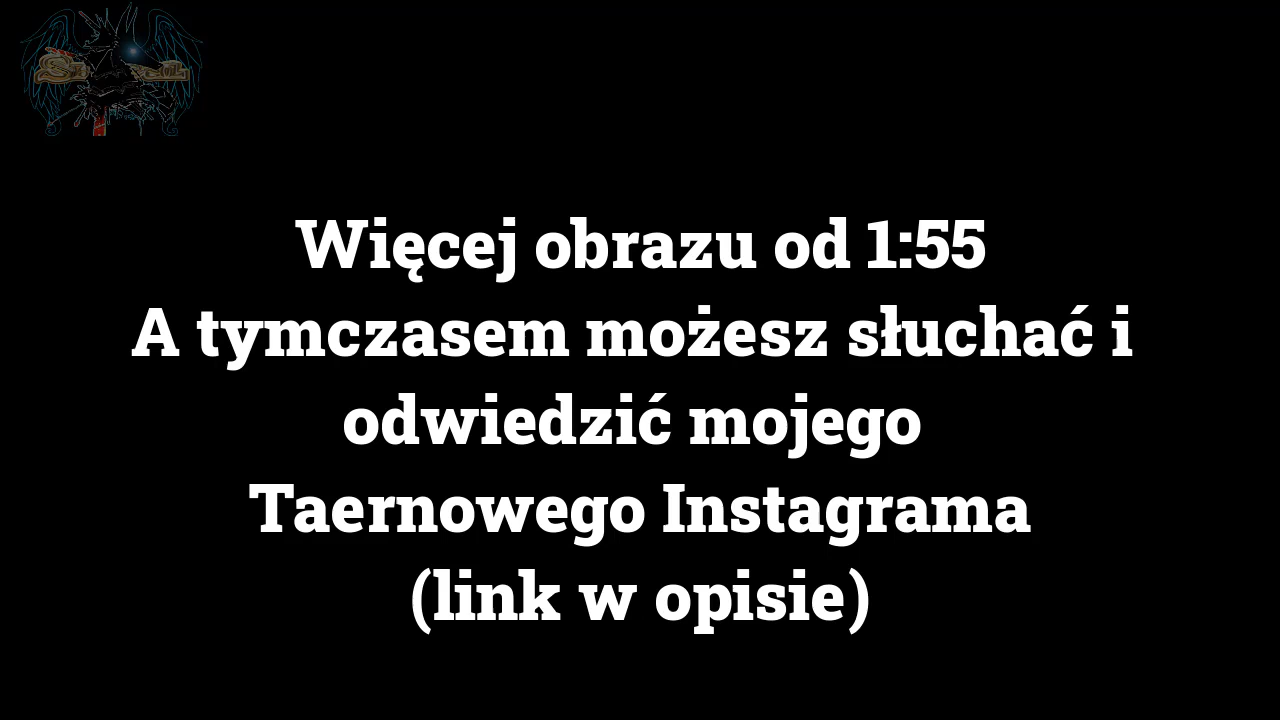 Więcej obrazu od 1:55
A tymczasem możesz słuchać i
odwiedzić mojego
Taernowego Instagrama
(link w opisie)